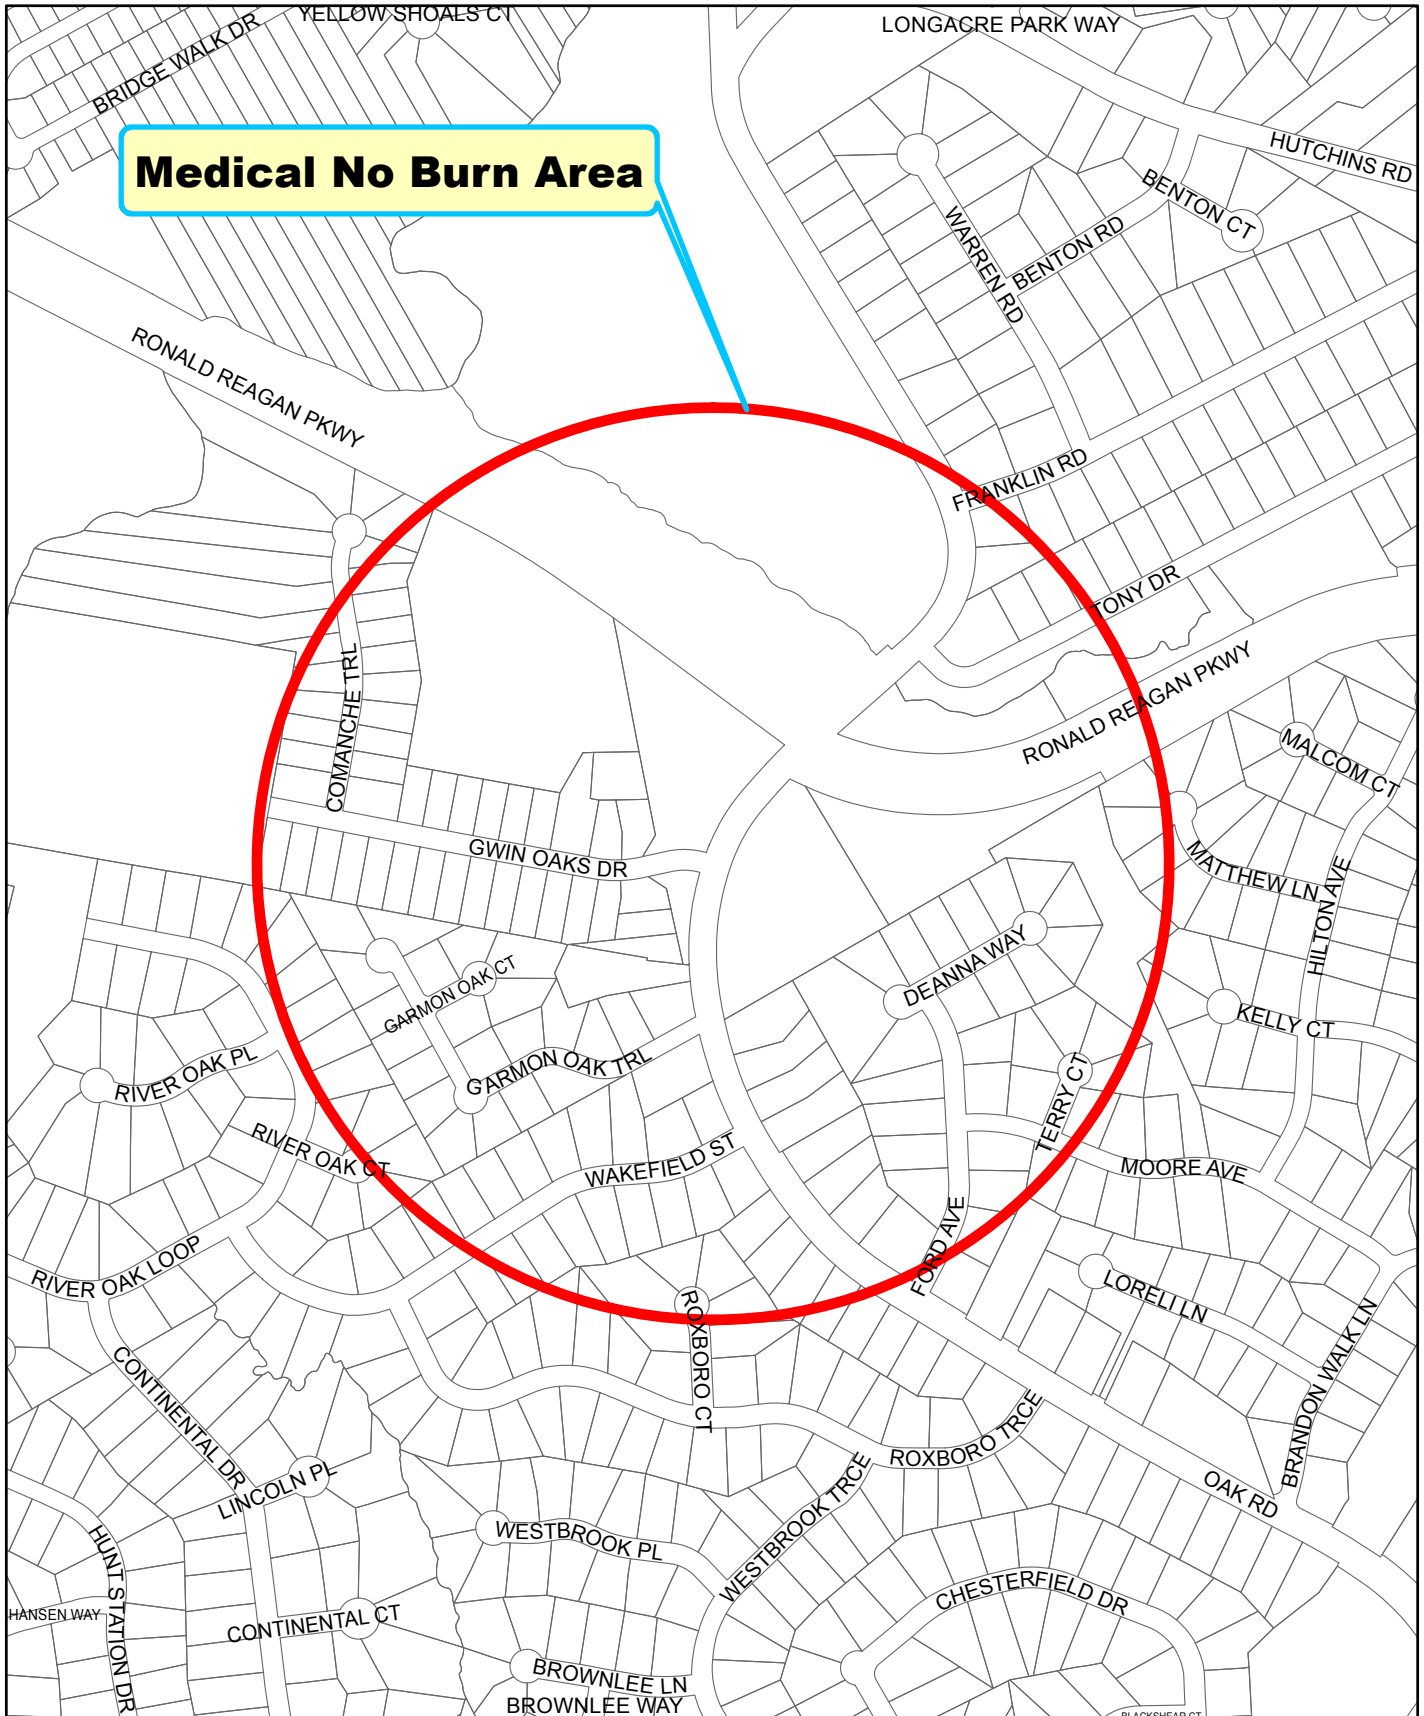 YELLOW SHOALS CT
LONGACRE PARK WAY
BRIDGE WALK DR
HUTCHINS RD
Medical No Burn Area
BENTON CT
WARREN RD
BENTON RD
RONALD REAGAN PKWY
FRANKLIN RD
TONY DR
RONALD REAGAN PKWY
COMANCHE TRL
MALCOM CT
GWIN OAKS DR
MATTHEW LN
HILTON AVE
DEANNA WAY
GARMON OAK CT
KELLY CT
GARMON OAK TRL
RIVER OAK PL
TERRY CT
RIVER OAK CT
WAKEFIELD ST
MOORE AVE
FORD AVE
RIVER OAK LOOP
LORELI LN
ROXBORO CT
BRANDON WALK LN
CONTINENTAL DR
ROXBORO TRCE
LINCOLN PL
OAK RD
WESTBROOK TRCE
WESTBROOK PL
HUNT STATION DR
CHESTERFIELD DR
HANSEN WAY
CONTINENTAL CT
BROWNLEE LN
BROWNLEE WAY
BLACKSHEAR CT